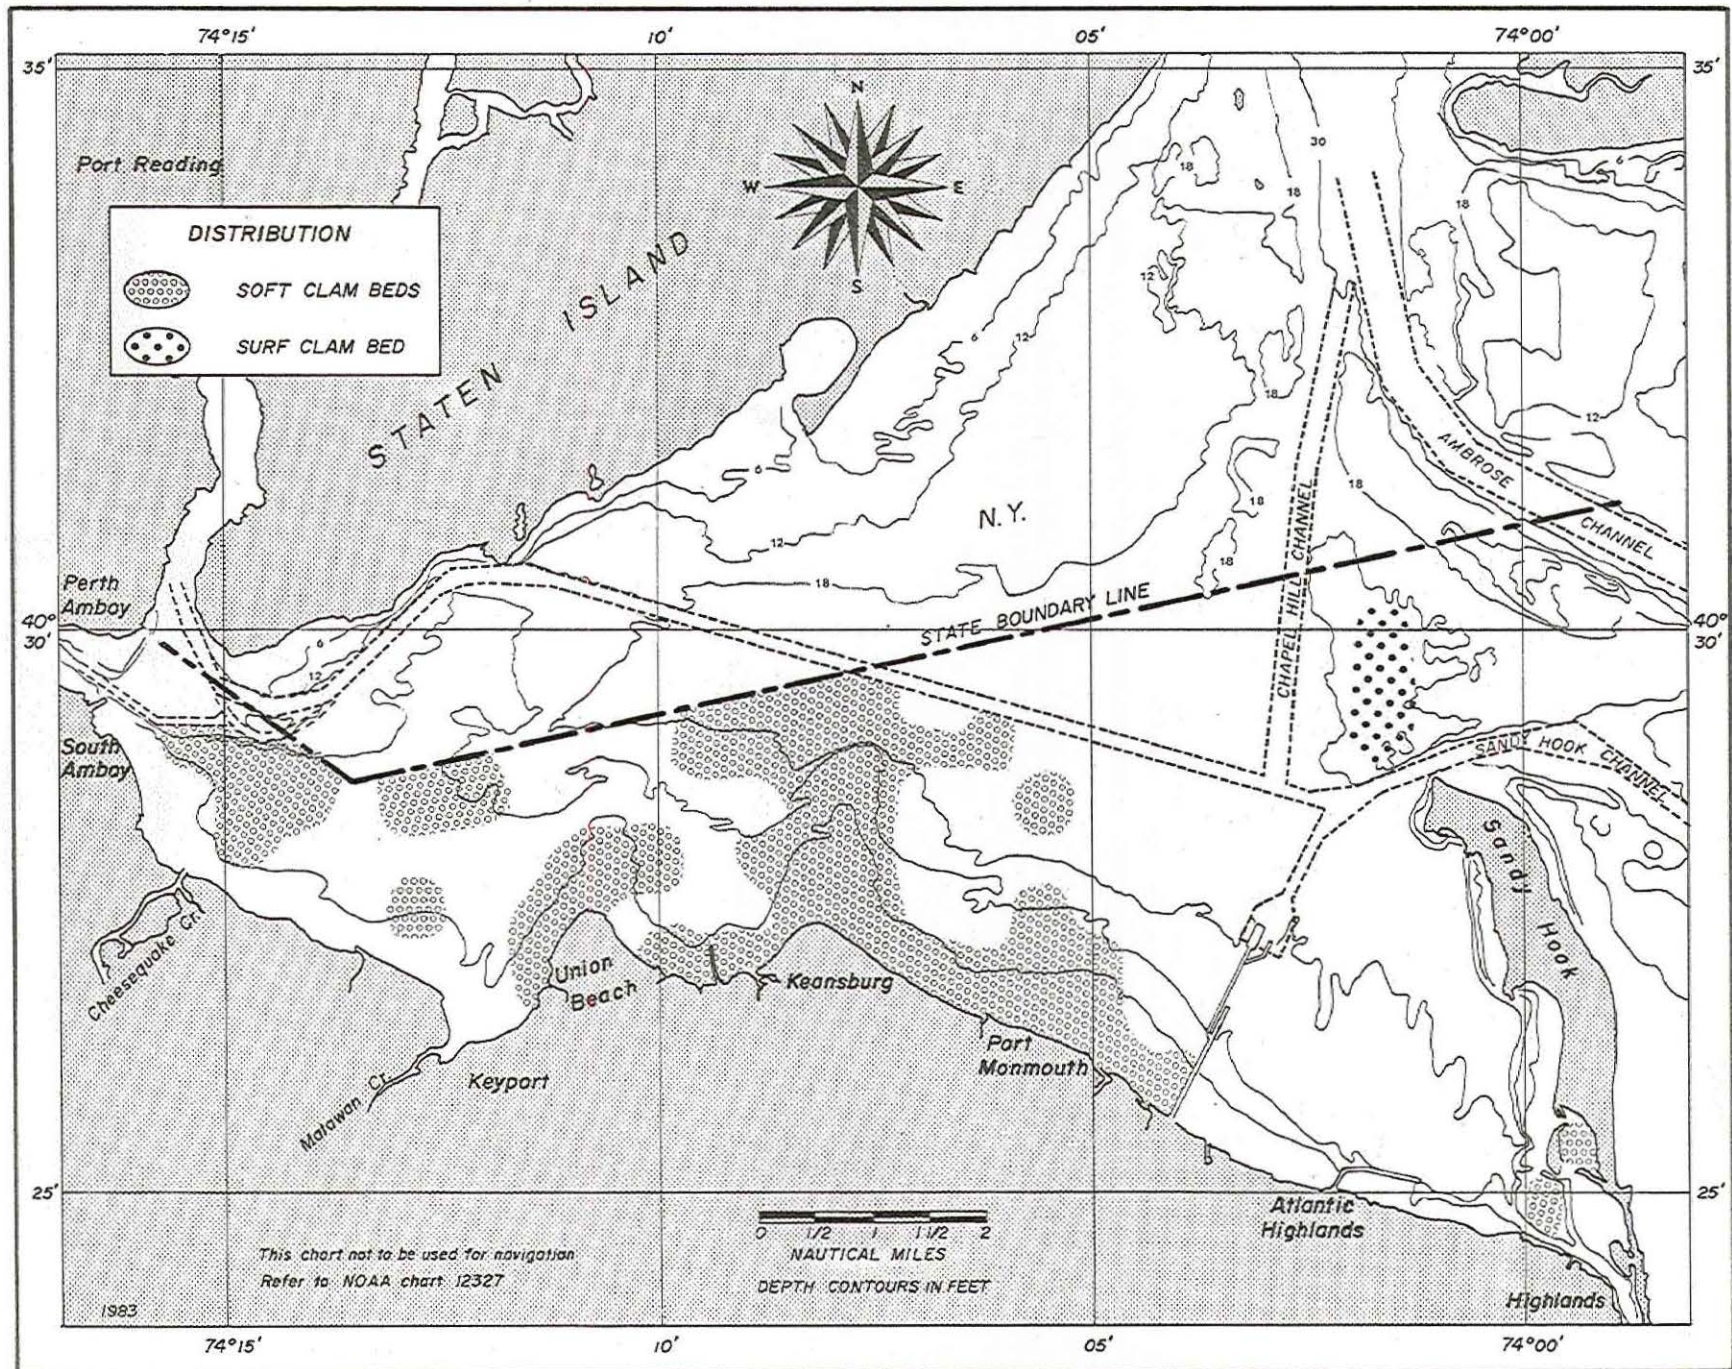 74°15' 10' 05' 74°00'
35' 35'
N
W E
S
Port Reading
DISTRIBUTION
SOFT CLAM BEDS
SURF CLAM BED
STATEN ISLAND
30
18
18
18
6
12
6
12
18
12
AMBROSE CHANNEL
18
18
6
N.Y.
12
CHAPEL HILL CHANNEL
18
18
STATE BOUNDARY LINE
Perth
Amboy
40°
30'
40°
30'
6
12
South
Amboy
SANDY HOOK CHANNEL
Sandy Hook
Cheesequake Cr.
Union
Beach
Keansburg
Port
Monmouth
Keyport
Matawan Cr.
25' 25'
Atlantic
Highlands
0 1/2 1 1 1/2 2
NAUTICAL MILES
DEPTH CONTOURS IN FEET
This chart not to be used for navigation
Refer to NOAA chart 12327
1983
Highlands
74°15' 10' 05' 74°00'